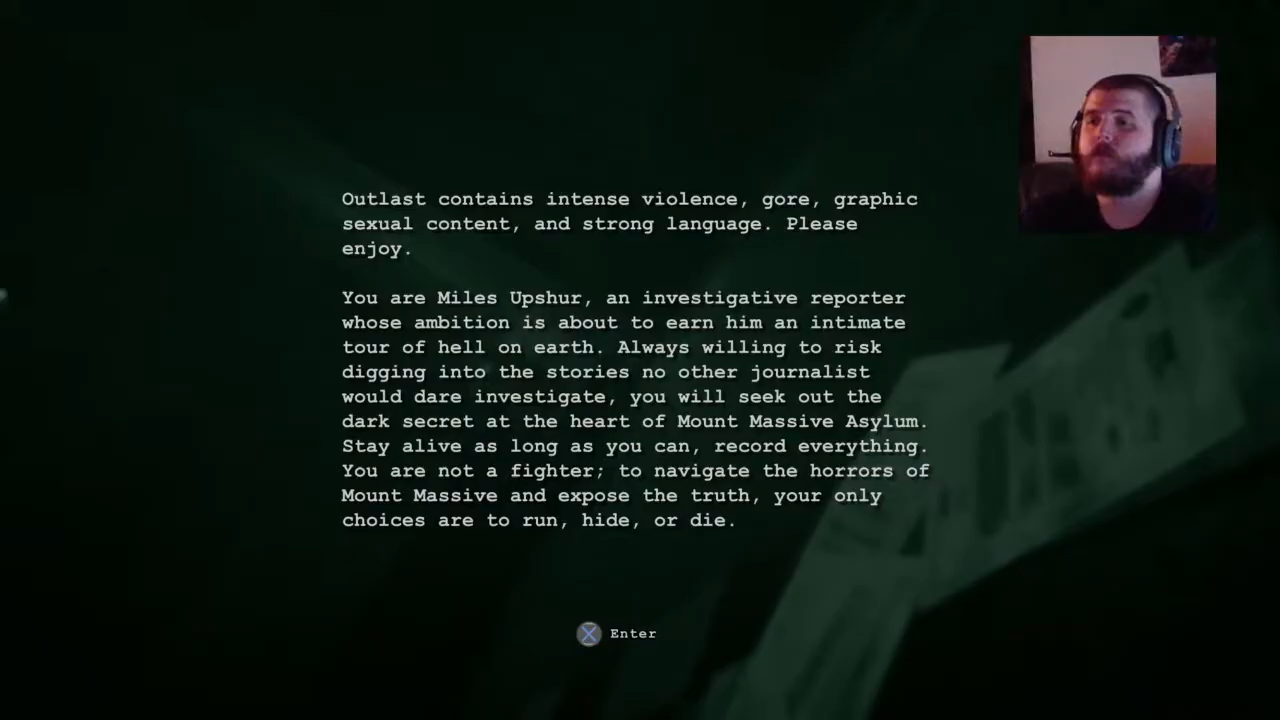 Outlast contains intense violence, gore, graphic
sexual content, and strong language. Please
enjoy.
You are Miles Upshur, an investigative reporter
whose ambition is about to earn him an intimate
tour of hell on earth. Always willing to risk
digging into the stories no other journalist
would dare investigate, you will seek out the
dark secret at the heart of Mount Massive Asylum.
Stay alive as long as you can, record everything.
You are not a fighter; to navigate the horrors of
Mount Massive and expose the truth, your only
choices are to run, hide, or die.
Enter